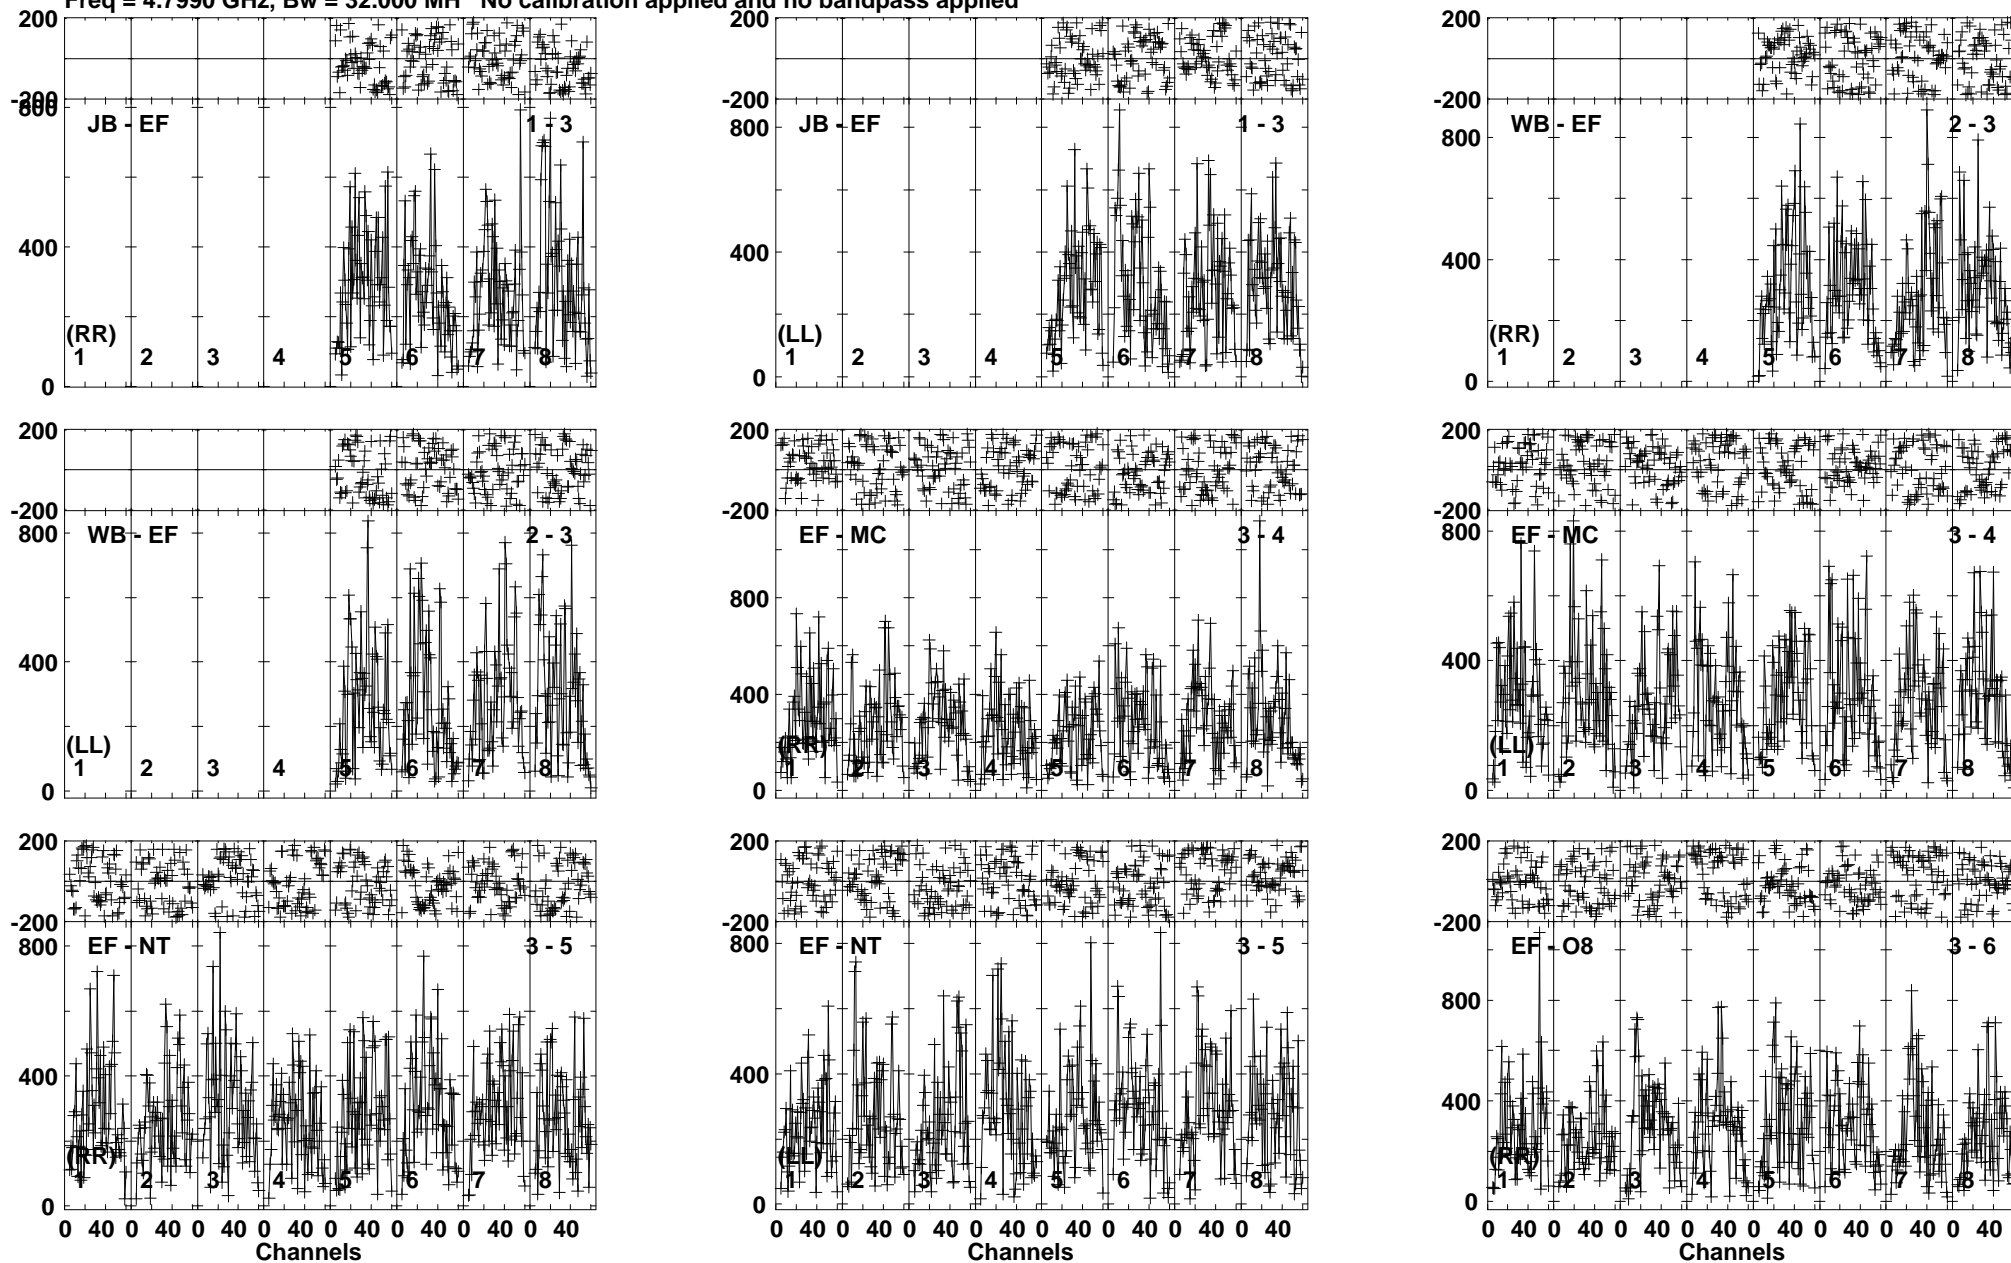 Freq = 4.7990 GHz, Bw = 32.000 MH No calibration applied and no bandpass applied
200 200 200
-200 -200 -200
800 JB - EF 1 - 3 800 JB - EF 1 - 3 800 WB - EF 2 - 3
400 400 400
(RR) (LL) (RR)
1 2 3 4 5 6 7 8 1 2 3 4 5 6 7 8 1 2 3 4 5 6 7 8
0 0 0
200 200 200
-200 -200 -200
800 WB - EF 2 - 3 EF - MC 3 - 4 800 EF - MC 3 - 4
800
400 400 400
(LL) (RR) (LL)
1 2 3 4 5 6 7 8 1 2 3 4 5 6 7 8 1 2 3 4 5 6 7 8
0 0 0
200 200 200
-200 -200 -200
800 EF - NT 3 - 5 800 EF - NT 3 - 5 EF - O8 3 - 6
800
400 400 400
(RR) (LL) (RR)
1 2 3 4 5 6 7 8 1 2 3 4 5 6 7 8 1 2 3 4 5 6 7 8
0 0 0
0 40 0 40 0 40 0 40 0 40 0 40 0 40 0 40 0 40 0 40 0 40 0 40 0 40 0 40 0 40 0 40 0 40 0 40 0 40 0 40 0 40 0 40 0 40 0 40
Channels Channels Channels